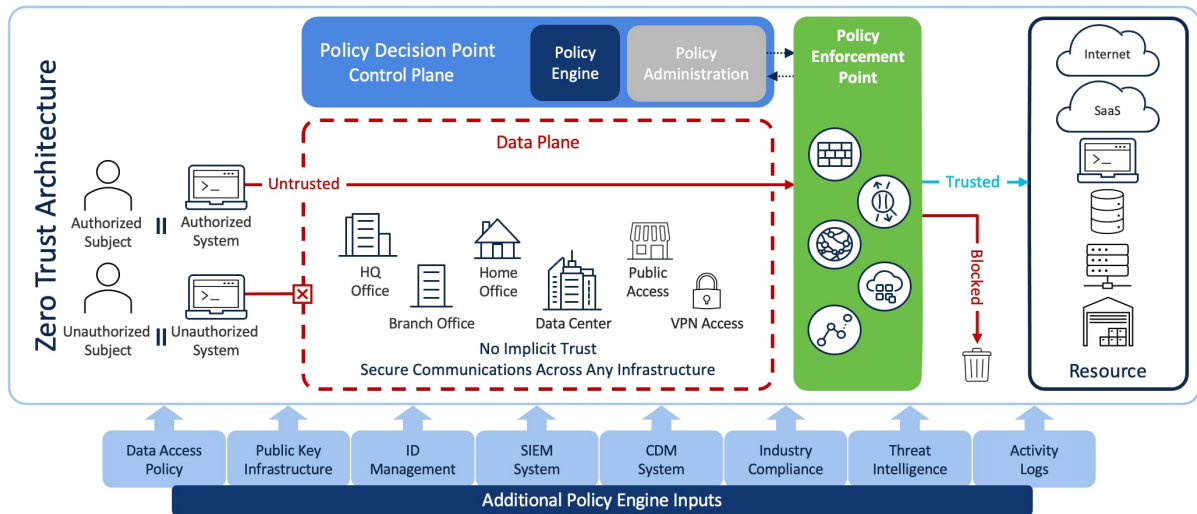 Zero Trust Architecture
Policy Decision Point
Control Plane
Policy
Engine
Policy
Administration
Policy
Enforcement
Point
Internet
SaaS
Data Plane
>_
Untrusted
Trusted
Authorized
Subject
Authorized
System
>_
HQ
Office
Home
Office
Public
Access
Branch Office
Data Center
VPN Access
Blocked
>_
Unauthorized
Subject
Unauthorized
System
No Implicit Trust
Secure Communications Across Any Infrastructure
Resource
Data Access
Policy
Public Key
Infrastructure
ID
Management
SIEM
System
CDM
System
Industry
Compliance
Threat
Intelligence
Activity
Logs
Additional Policy Engine Inputs